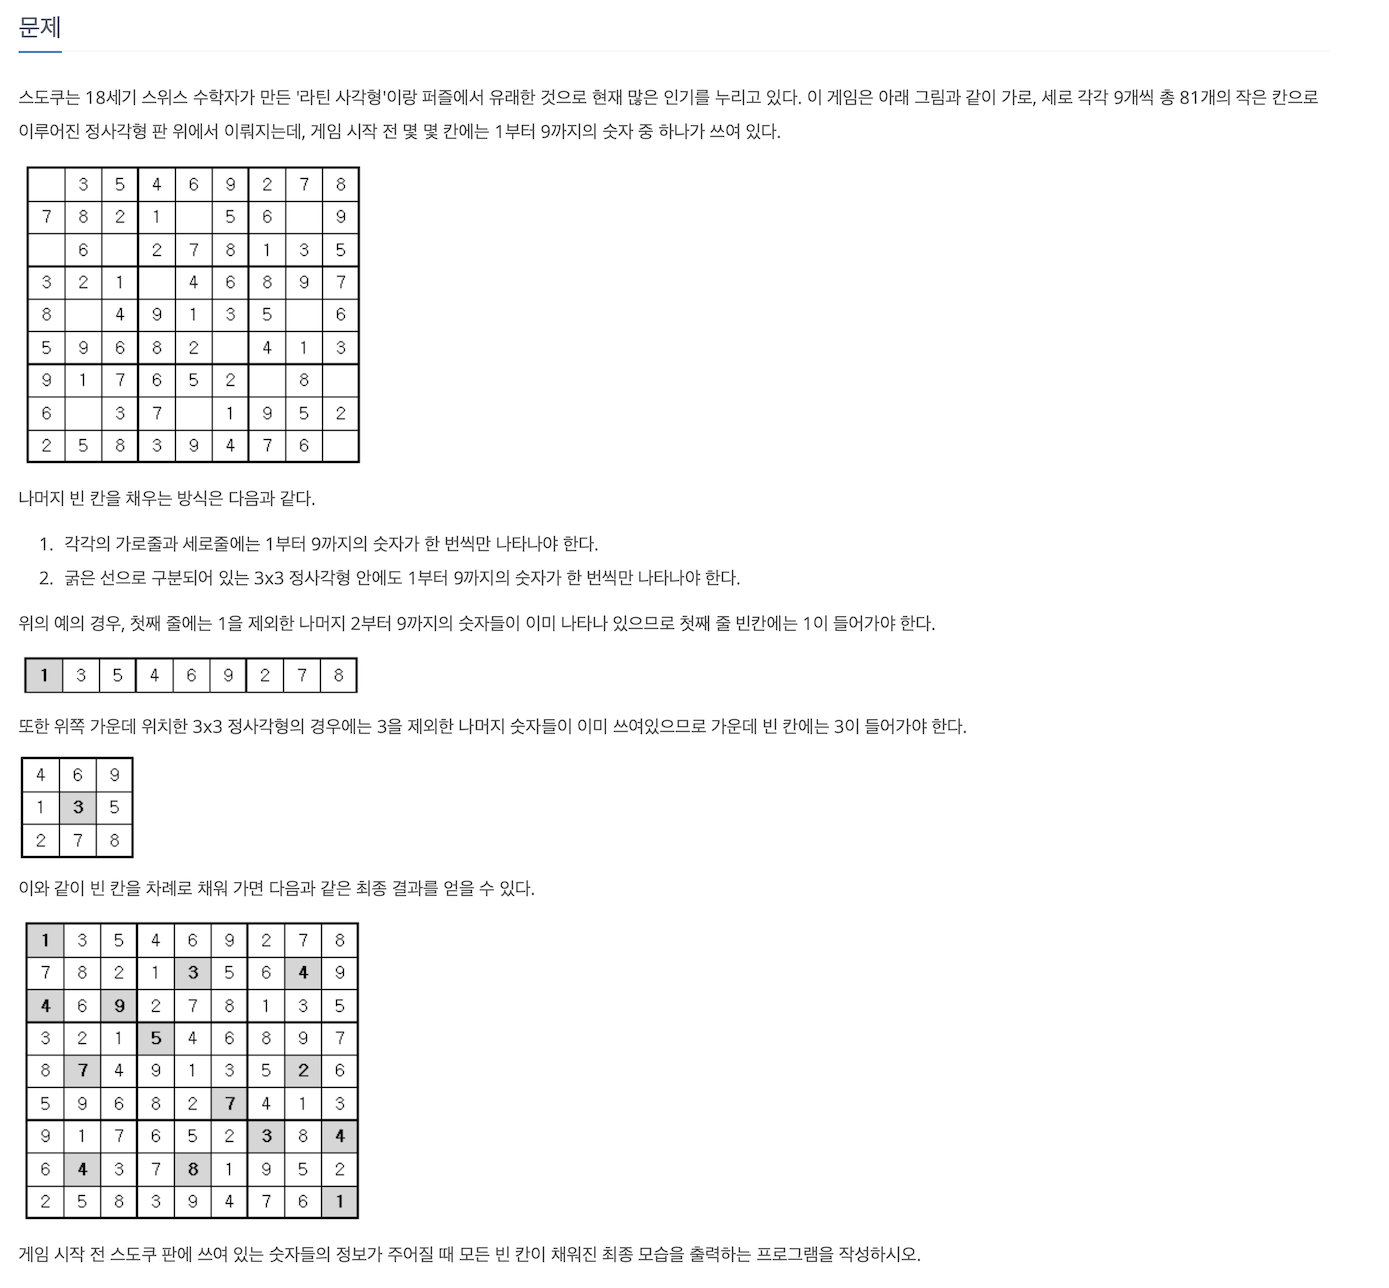 문제
스도쿠는 18세기 스위스 수학자가 만든 '라틴 사각형'이랑 퍼즐에서 유래한 것으로 현재 많은 인기를 누리고 있다. 이 게임은 아래 그림과 같이 가로, 세로 각각 9개씩 총 81개의 작은 칸으로
이루어진 정사각형 판 위에서 이뤄지는데, 게임 시작 전 몇 몇 칸에는 1부터 9까지의 숫자 중 하나가 쓰여 있다.
3 5 4 6 9 2 7 8
7 8 2 1 5 6 9
6 2 7 8 1 3 5
3 2 1 4 6 8 9 7
8 4 9 1 3 5 6
5 9 6 8 2 4 1 3
9 1 7 6 5 2 8
6 3 7 1 9 5 2
2 5 8 3 9 4 7 6
나머지 빈 칸을 채우는 방식은 다음과 같다.
1. 각각의 가로줄과 세로줄에는 1부터 9까지의 숫자가 한 번씩만 나타나야 한다.
2. 굵은 선으로 구분되어 있는 3x3 정사각형 안에도 1부터 9까지의 숫자가 한 번씩만 나타나야 한다.
위의 예의 경우, 첫째 줄에는 1을 제외한 나머지 2부터 9까지의 숫자들이 이미 나타나 있으므로 첫째 줄 빈칸에는 1이 들어가야 한다.
1 3 5 4 6 9 2 7 8
또한 위쪽 가운데 위치한 3x3 정사각형의 경우에는 3을 제외한 나머지 숫자들이 이미 쓰여있으므로 가운데 빈 칸에는 3이 들어가야 한다.
4 6 9
1 3 5
2 7 8
이와 같이 빈 칸을 차례로 채워 가면 다음과 같은 최종 결과를 얻을 수 있다.
1 3 5 4 6 9 2 7 8
7 8 2 1 3 5 6 4 9
4 6 9 2 7 8 1 3 5
3 2 1 5 4 6 8 9 7
8 7 4 9 1 3 5 2 6
5 9 6 8 2 7 4 1 3
9 1 7 6 5 2 3 8 4
6 4 3 7 8 1 9 5 2
2 5 8 3 9 4 7 6 1
게임 시작 전 스도쿠 판에 쓰여 있는 숫자들의 정보가 주어질 때 모든 빈 칸이 채워진 최종 모습을 출력하는 프로그램을 작성하시오.